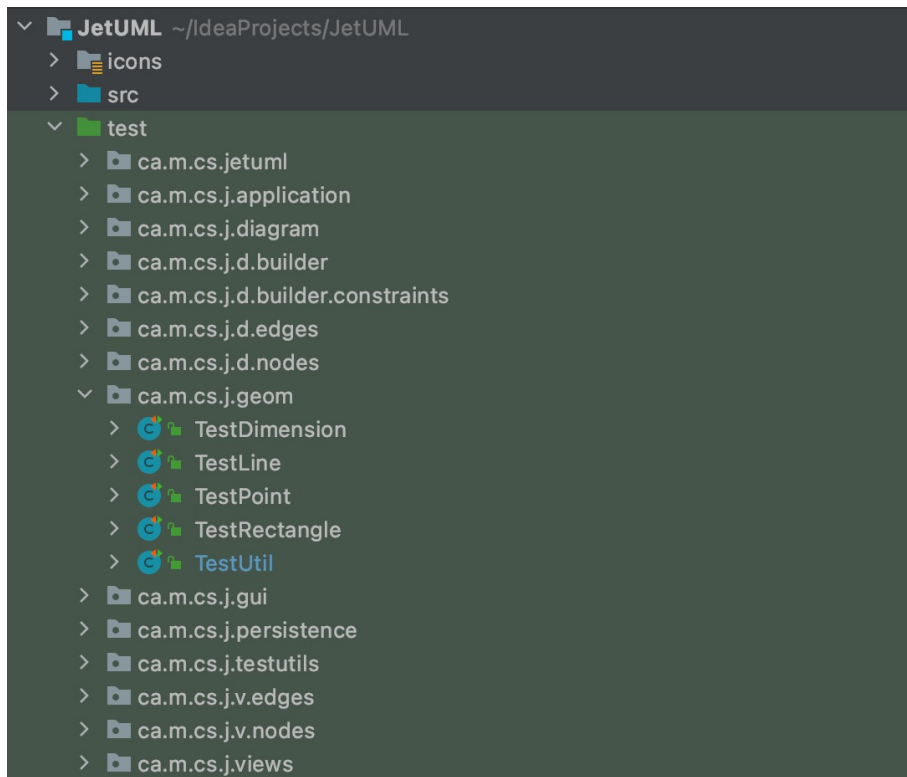 JetUML ~/IdeaProjects/JetUML
icons
src
test
ca.m.cs.jetuml
ca.m.cs.j.application
ca.m.cs.j.diagram
ca.m.cs.j.d.builder
ca.m.cs.j.d.builder.constraints
ca.m.cs.j.d.edges
ca.m.cs.j.d.nodes
ca.m.cs.j.geom
C TestDimension
C TestLine
C TestPoint
C TestRectangle
C TestUtil
ca.m.cs.j.gui
ca.m.cs.j.persistence
ca.m.cs.j.testutils
ca.m.cs.j.v.edges
ca.m.cs.j.v.nodes
ca.m.cs.j.views